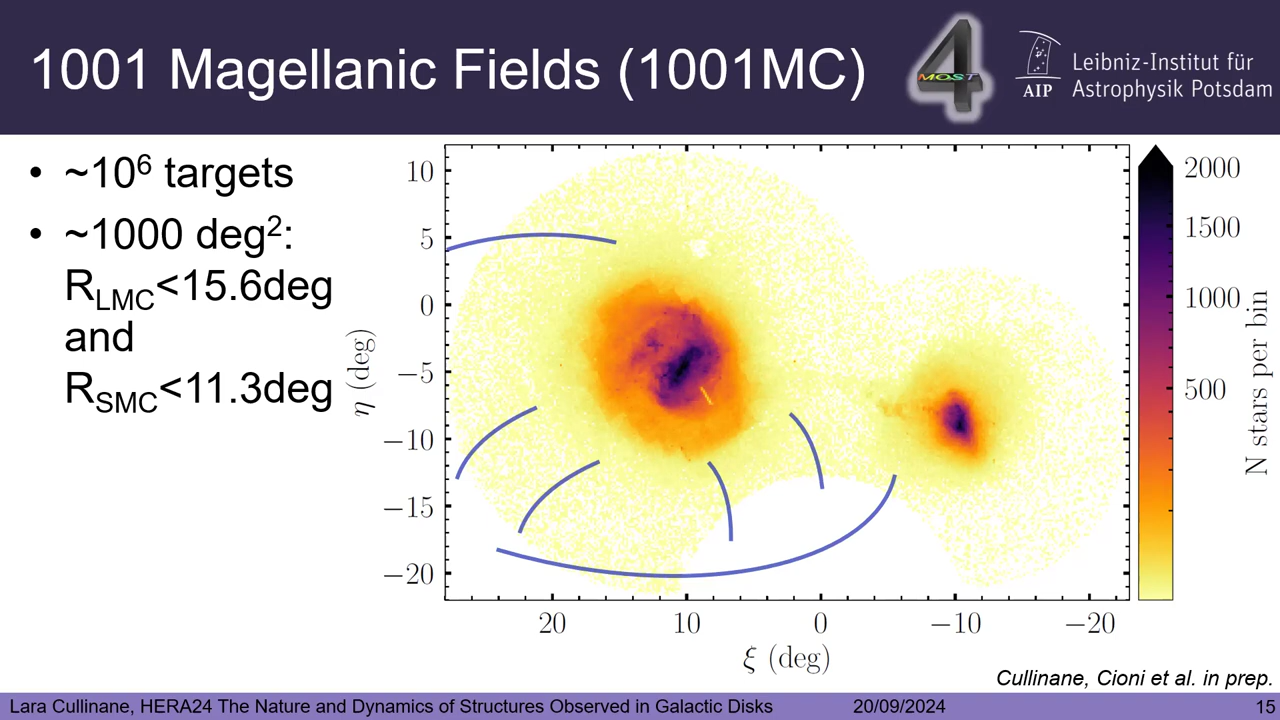 1001 Magellanic Fields (1001MC)
4
MOST
AIP
Leibniz-Institut für
Astrophysik Potsdam
• ~10⁶ targets
• ~1000 deg²:
R_LMC<15.6deg
and
R_SMC<11.3deg
10
5
0
−5
−10
−15
−20
η (deg)
20
10
0
−10
−20
ξ (deg)
2000
1500
1000
500
N stars per bin
Cullinane, Cioni et al. in prep.
Lara Cullinane, HERA24 The Nature and Dynamics of Structures Observed in Galactic Disks
20/09/2024
15